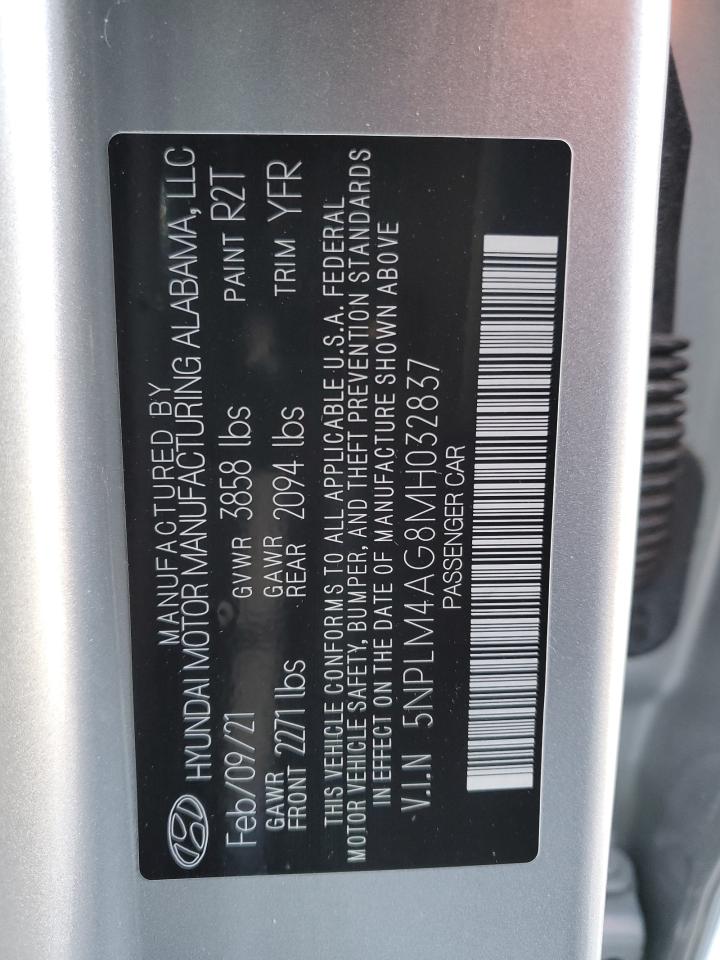 MANUFACTURED BY
HYUNDAI MOTOR MANUFACTURING ALABAMA, LLC
Feb/09/21 GVWR 3858 lbs PAINT R2T
GAWR FRONT 2271 lbs GAWR REAR 2094 lbs TRIM YFR
THIS VEHICLE CONFORMS TO ALL APPLICABLE U.S.A. FEDERAL
MOTOR VEHICLE SAFETY, BUMPER, AND THEFT PREVENTION STANDARDS
IN EFFECT ON THE DATE OF MANUFACTURE SHOWN ABOVE
V.I.N 5NPLM4AG8MH032837
PASSENGER CAR